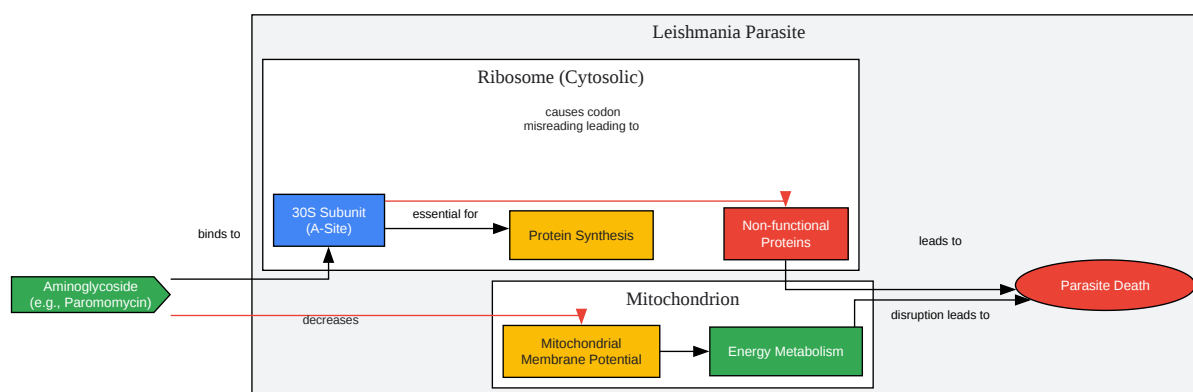 Leishmania Parasite
Ribosome (Cytosolic)
causes codon
misreading leading to
30S Subunit
(A-Site)
essential for
Protein Synthesis
Non-functional
Proteins
binds to
leads to
Aminoglycoside
(e.g., Paromomycin)
Parasite Death
Mitochondrion
decreases
disruption leads to
Mitochondrial
Membrane Potential
Energy Metabolism